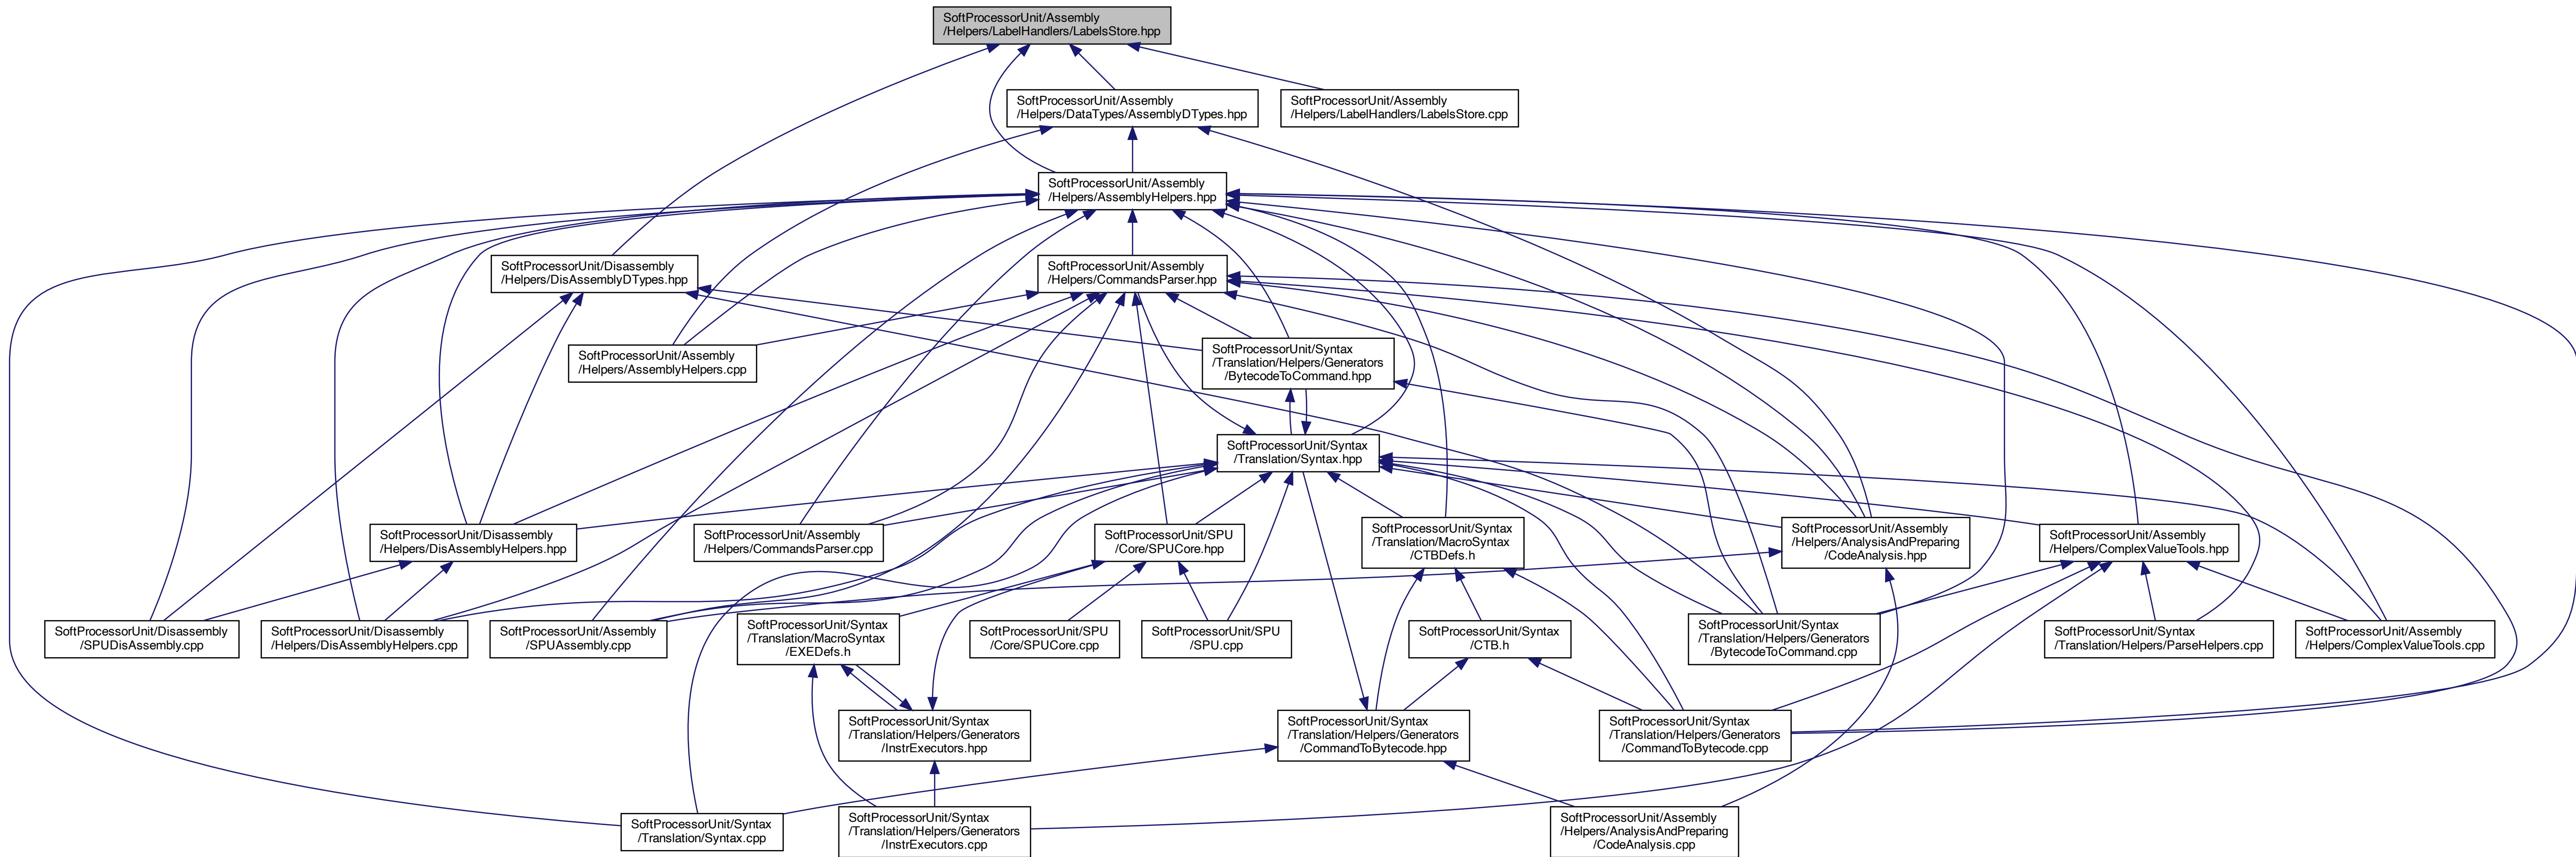 SoftProcessorUnit/Assembly
/Helpers/LabelHandlers/LabelsStore.hpp
SoftProcessorUnit/Assembly
/Helpers/DataTypes/AssemblyDTypes.hpp
SoftProcessorUnit/Assembly
/Helpers/LabelHandlers/LabelsStore.cpp
SoftProcessorUnit/Assembly
/Helpers/AssemblyHelpers.hpp
SoftProcessorUnit/Disassembly
/Helpers/DisAssemblyDTypes.hpp
SoftProcessorUnit/Assembly
/Helpers/CommandsParser.hpp
SoftProcessorUnit/Assembly
/Helpers/AssemblyHelpers.cpp
SoftProcessorUnit/Syntax
/Translation/Helpers/Generators
/BytecodeToCommand.hpp
SoftProcessorUnit/Syntax
/Translation/Syntax.hpp
SoftProcessorUnit/Disassembly
/Helpers/DisAssemblyHelpers.hpp
SoftProcessorUnit/Assembly
/Helpers/CommandsParser.cpp
SoftProcessorUnit/SPU
/Core/SPUCore.hpp
SoftProcessorUnit/Syntax
/Translation/MacroSyntax
/CTBDefs.h
SoftProcessorUnit/Assembly
/Helpers/AnalysisAndPreparing
/CodeAnalysis.hpp
SoftProcessorUnit/Assembly
/Helpers/ComplexValueTools.hpp
SoftProcessorUnit/Disassembly
/SPUDisAssembly.cpp
SoftProcessorUnit/Disassembly
/Helpers/DisAssemblyHelpers.cpp
SoftProcessorUnit/Assembly
/SPUAssembly.cpp
SoftProcessorUnit/Syntax
/Translation/MacroSyntax
/EXEDefs.h
SoftProcessorUnit/SPU
/Core/SPUCore.cpp
SoftProcessorUnit/SPU
/SPU.cpp
SoftProcessorUnit/Syntax
/CTB.h
SoftProcessorUnit/Syntax
/Translation/Helpers/Generators
/BytecodeToCommand.cpp
SoftProcessorUnit/Syntax
/Translation/Helpers/ParseHelpers.cpp
SoftProcessorUnit/Assembly
/Helpers/ComplexValueTools.cpp
SoftProcessorUnit/Syntax
/Translation/Helpers/Generators
/InstrExecutors.hpp
SoftProcessorUnit/Syntax
/Translation/Helpers/Generators
/CommandToBytecode.hpp
SoftProcessorUnit/Syntax
/Translation/Helpers/Generators
/CommandToBytecode.cpp
SoftProcessorUnit/Syntax
/Translation/Syntax.cpp
SoftProcessorUnit/Syntax
/Translation/Helpers/Generators
/InstrExecutors.cpp
SoftProcessorUnit/Assembly
/Helpers/AnalysisAndPreparing
/CodeAnalysis.cpp